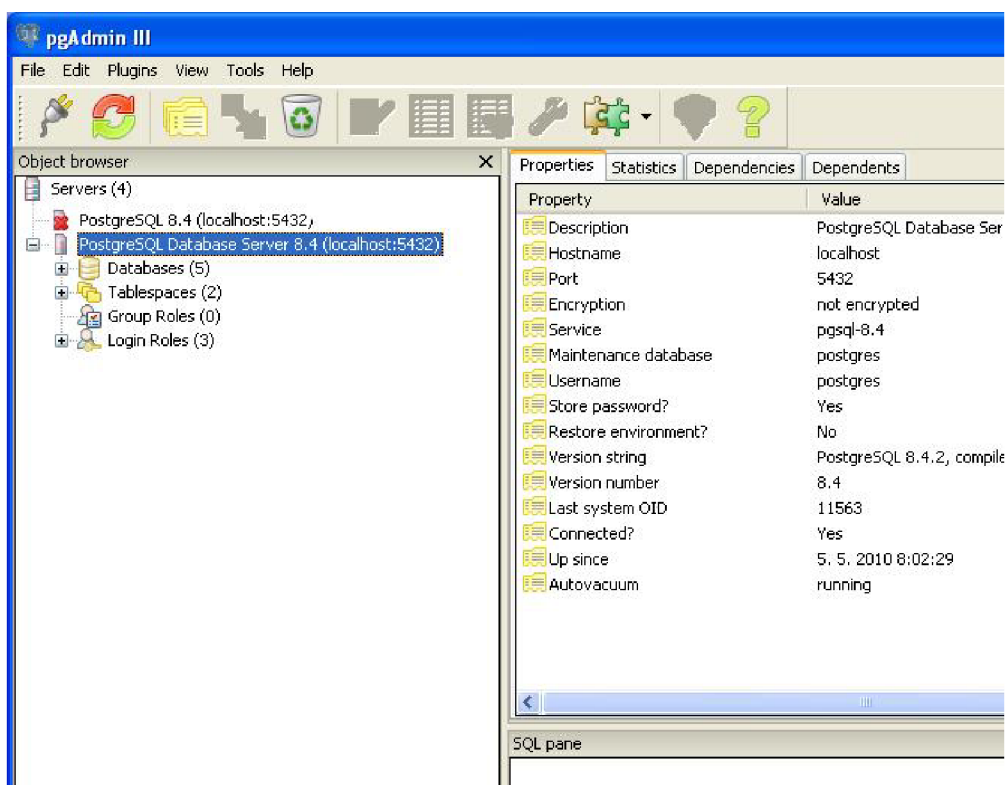 pgAdmin III
File Edit Plugins View Tools Help
Object browser
Servers (4)
PostgreSQL 8.4 (localhost:5432)
PostgreSQL Database Server 8.4 (localhost:5432)
Databases (5)
Tablespaces (2)
Group Roles (0)
Login Roles (3)
Properties Statistics Dependencies Dependents
Property Value
Description PostgreSQL Database Ser
Hostname localhost
Port 5432
Encryption not encrypted
Service pgsql-8.4
Maintenance database postgres
Username postgres
Store password? Yes
Restore environment? No
Version string PostgreSQL 8.4.2, compile
Version number 8.4
Last system OID 11563
Connected? Yes
Up since 5. 5. 2010 8:02:29
Autovacuum running
SQL pane